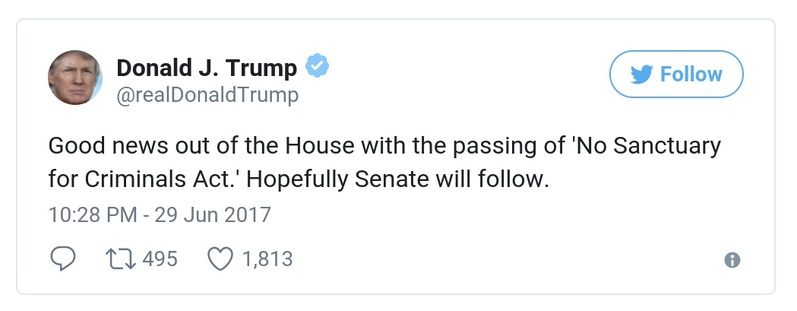 Donald J. Trump
Follow
@realDonaldTrump
Good news out of the House with the passing of 'No Sanctuary
for Criminals Act.' Hopefully Senate will follow.
10:28 PM - 29 Jun 2017
495 1,813